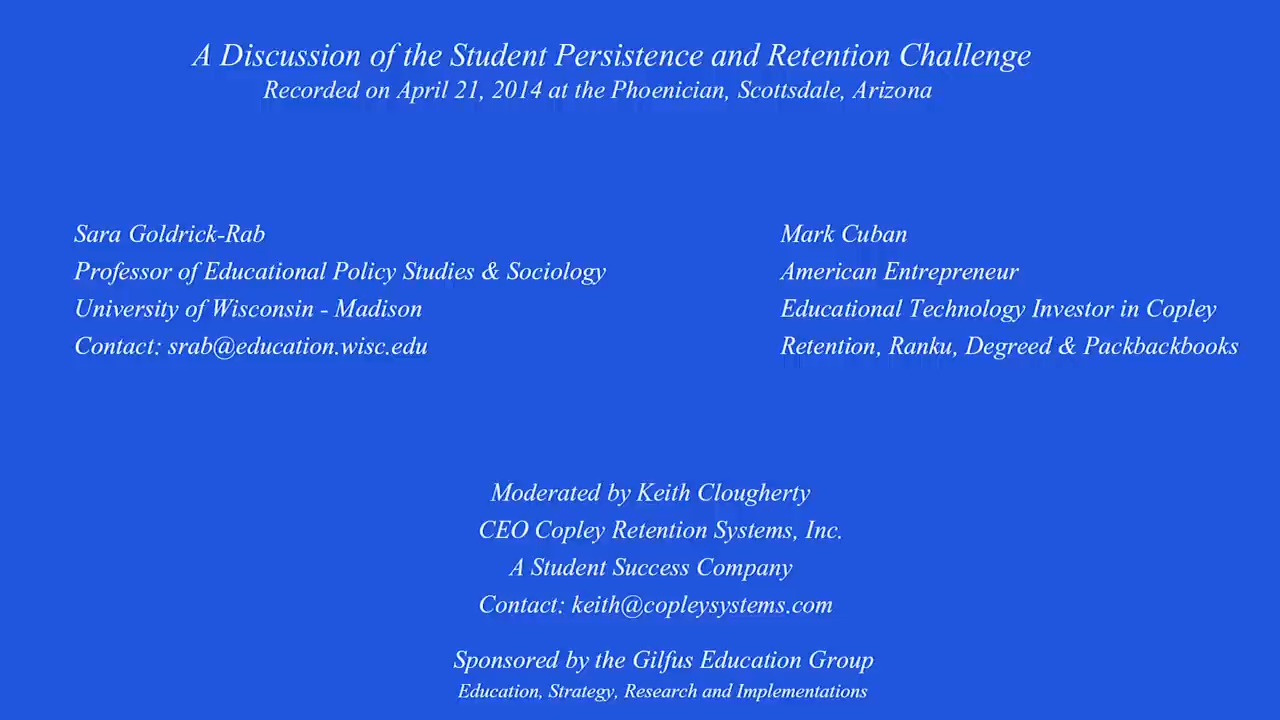 A Discussion of the Student Persistence and Retention Challenge
Recorded on April 21, 2014 at the Phoenician, Scottsdale, Arizona
Sara Goldrick-Rab
Professor of Educational Policy Studies & Sociology
University of Wisconsin - Madison
Contact: srab@education.wisc.edu
Mark Cuban
American Entrepreneur
Educational Technology Investor in Copley
Retention, Ranku, Degreed & Packbackbooks
Moderated by Keith Clougherty
CEO Copley Retention Systems, Inc.
A Student Success Company
Contact: keith@copleysystems.com
Sponsored by the Gilfus Education Group
Education, Strategy, Research and Implementations